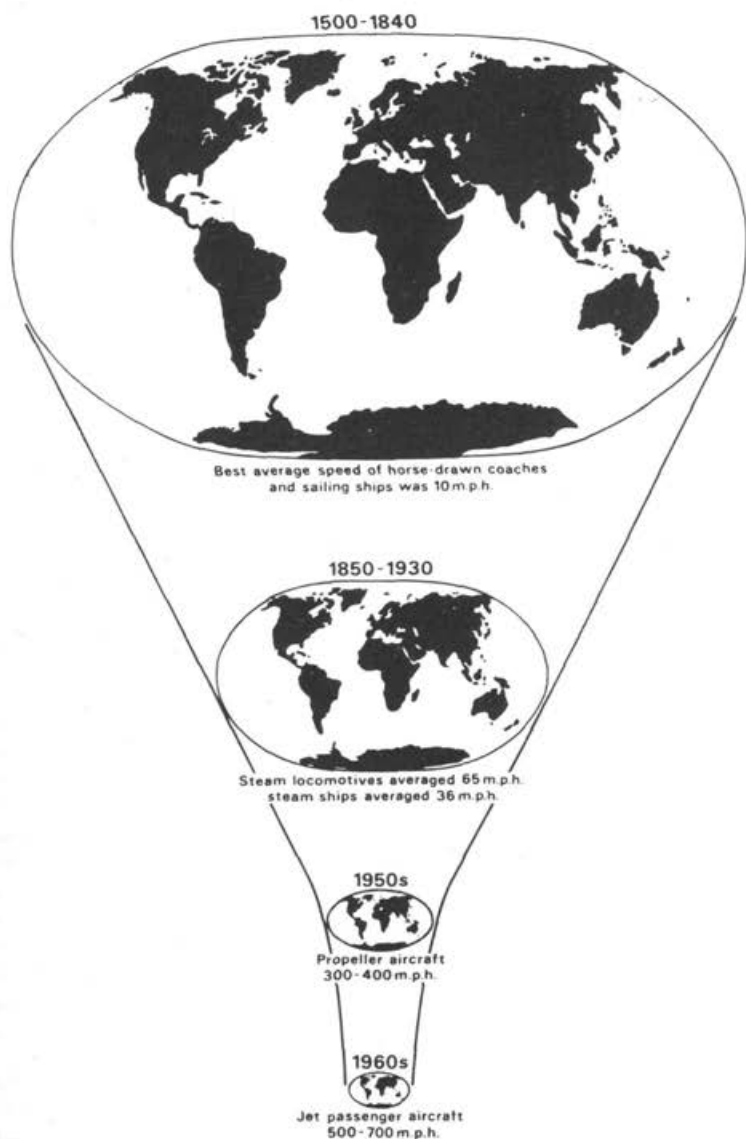 1500-1840
Best average speed of horse-drawn coaches
and sailing ships was 10 m.p.h.
1850-1930
Steam locomotives averaged 65 m.p.h.
steam ships averaged 36 m.p.h.
1950s
Propeller aircraft
300-400 m.p.h.
1960s
Jet passenger aircraft
500-700 m.p.h.